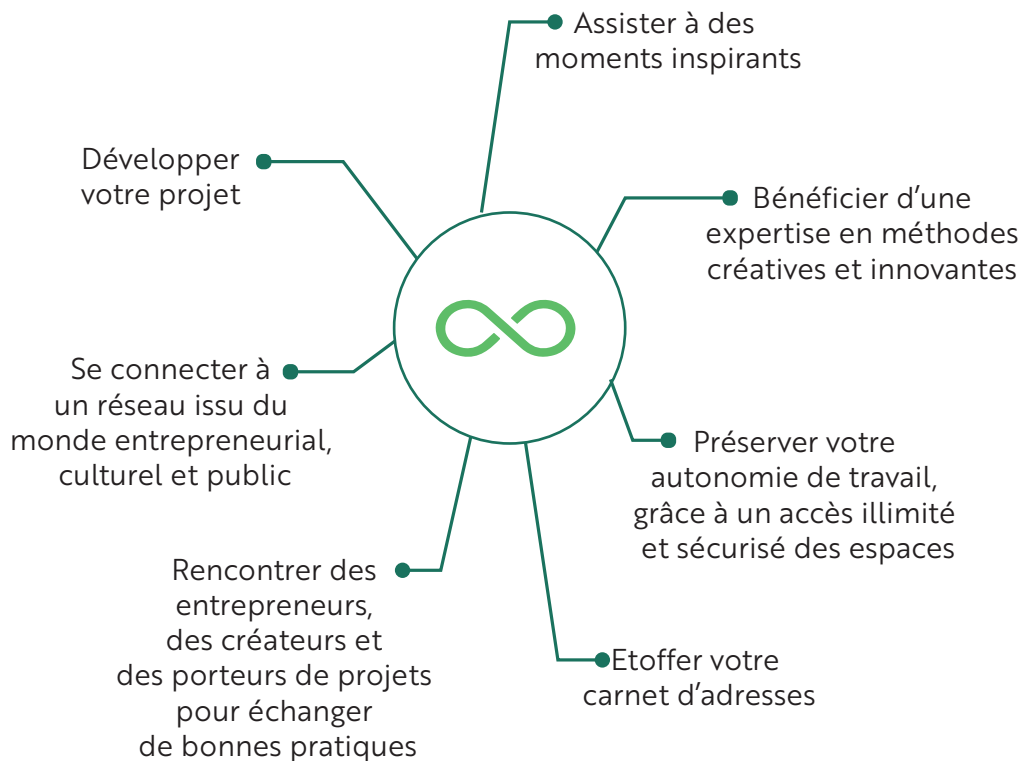 Assister à des
moments inspirants
Développer
votre projet
Bénéficier d'une
expertise en méthodes
créatives et innovantes
Se connecter à
un réseau issu du
monde entrepreneurial,
culturel et public
Préserver votre
autonomie de travail,
grâce à un accès illimité
et sécurisé des espaces
Rencontrer des
entrepreneurs,
des créateurs et
des porteurs de projets
pour échanger
de bonnes pratiques
Etoffer votre
carnet d'adresses